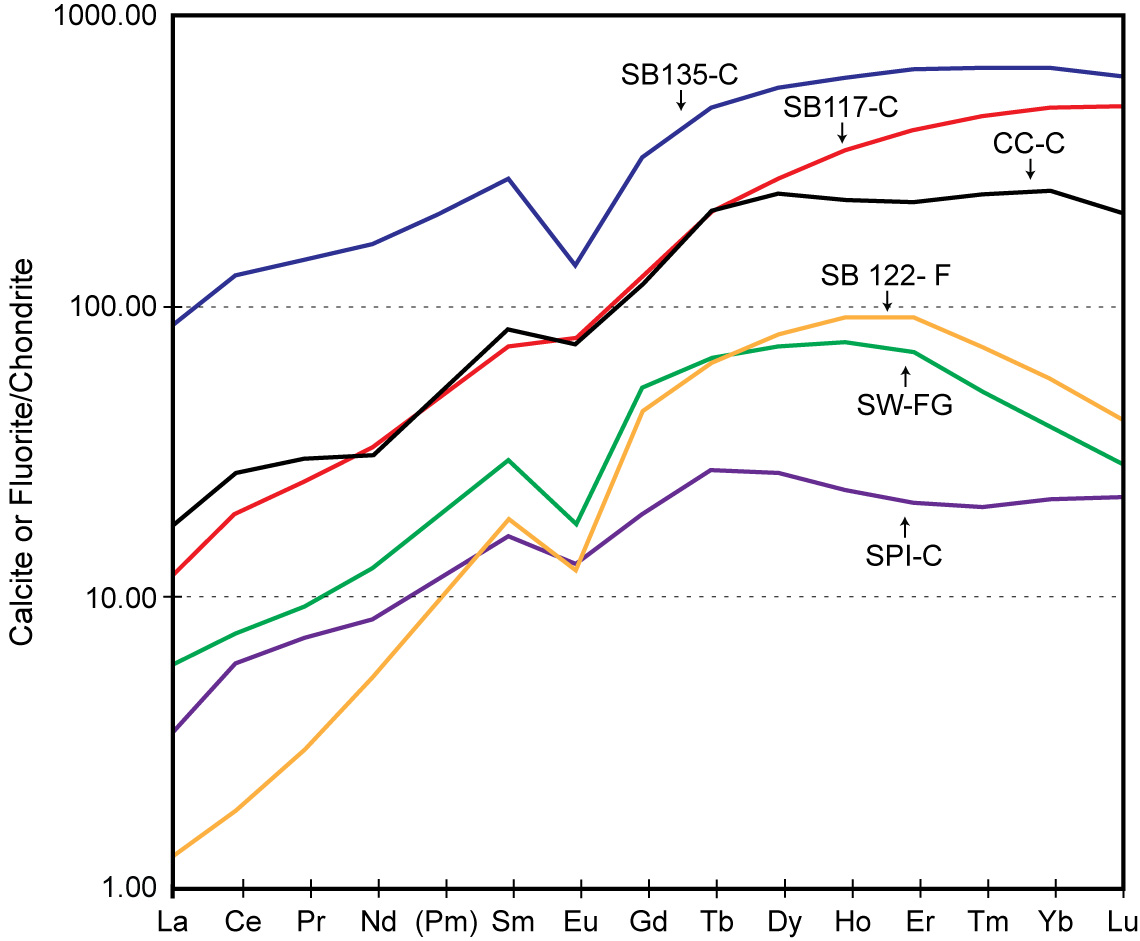 1000.00
SB135-C
SB117-C
CC-C
100.00
SB 122- F
SW-FG
SPI-C
10.00
1.00
Calcite or Fluorite/Chondrite
La Ce Pr Nd (Pm) Sm Eu Gd Tb Dy Ho Er Tm Yb Lu